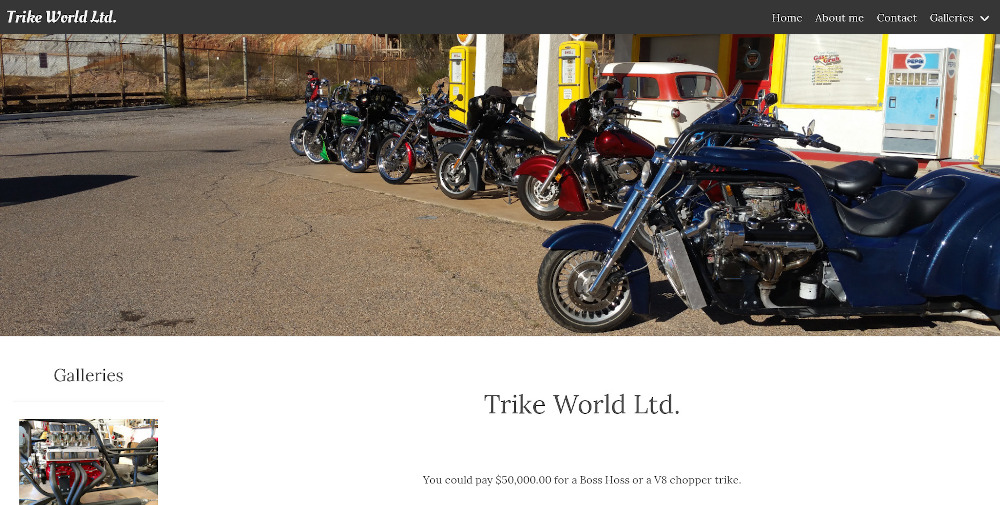 Trike World Ltd.
Home About me Contact Galleries
PEPSI
Galleries
Trike World Ltd.
You could pay $50,000.00 for a Boss Hoss or a V8 chopper trike.